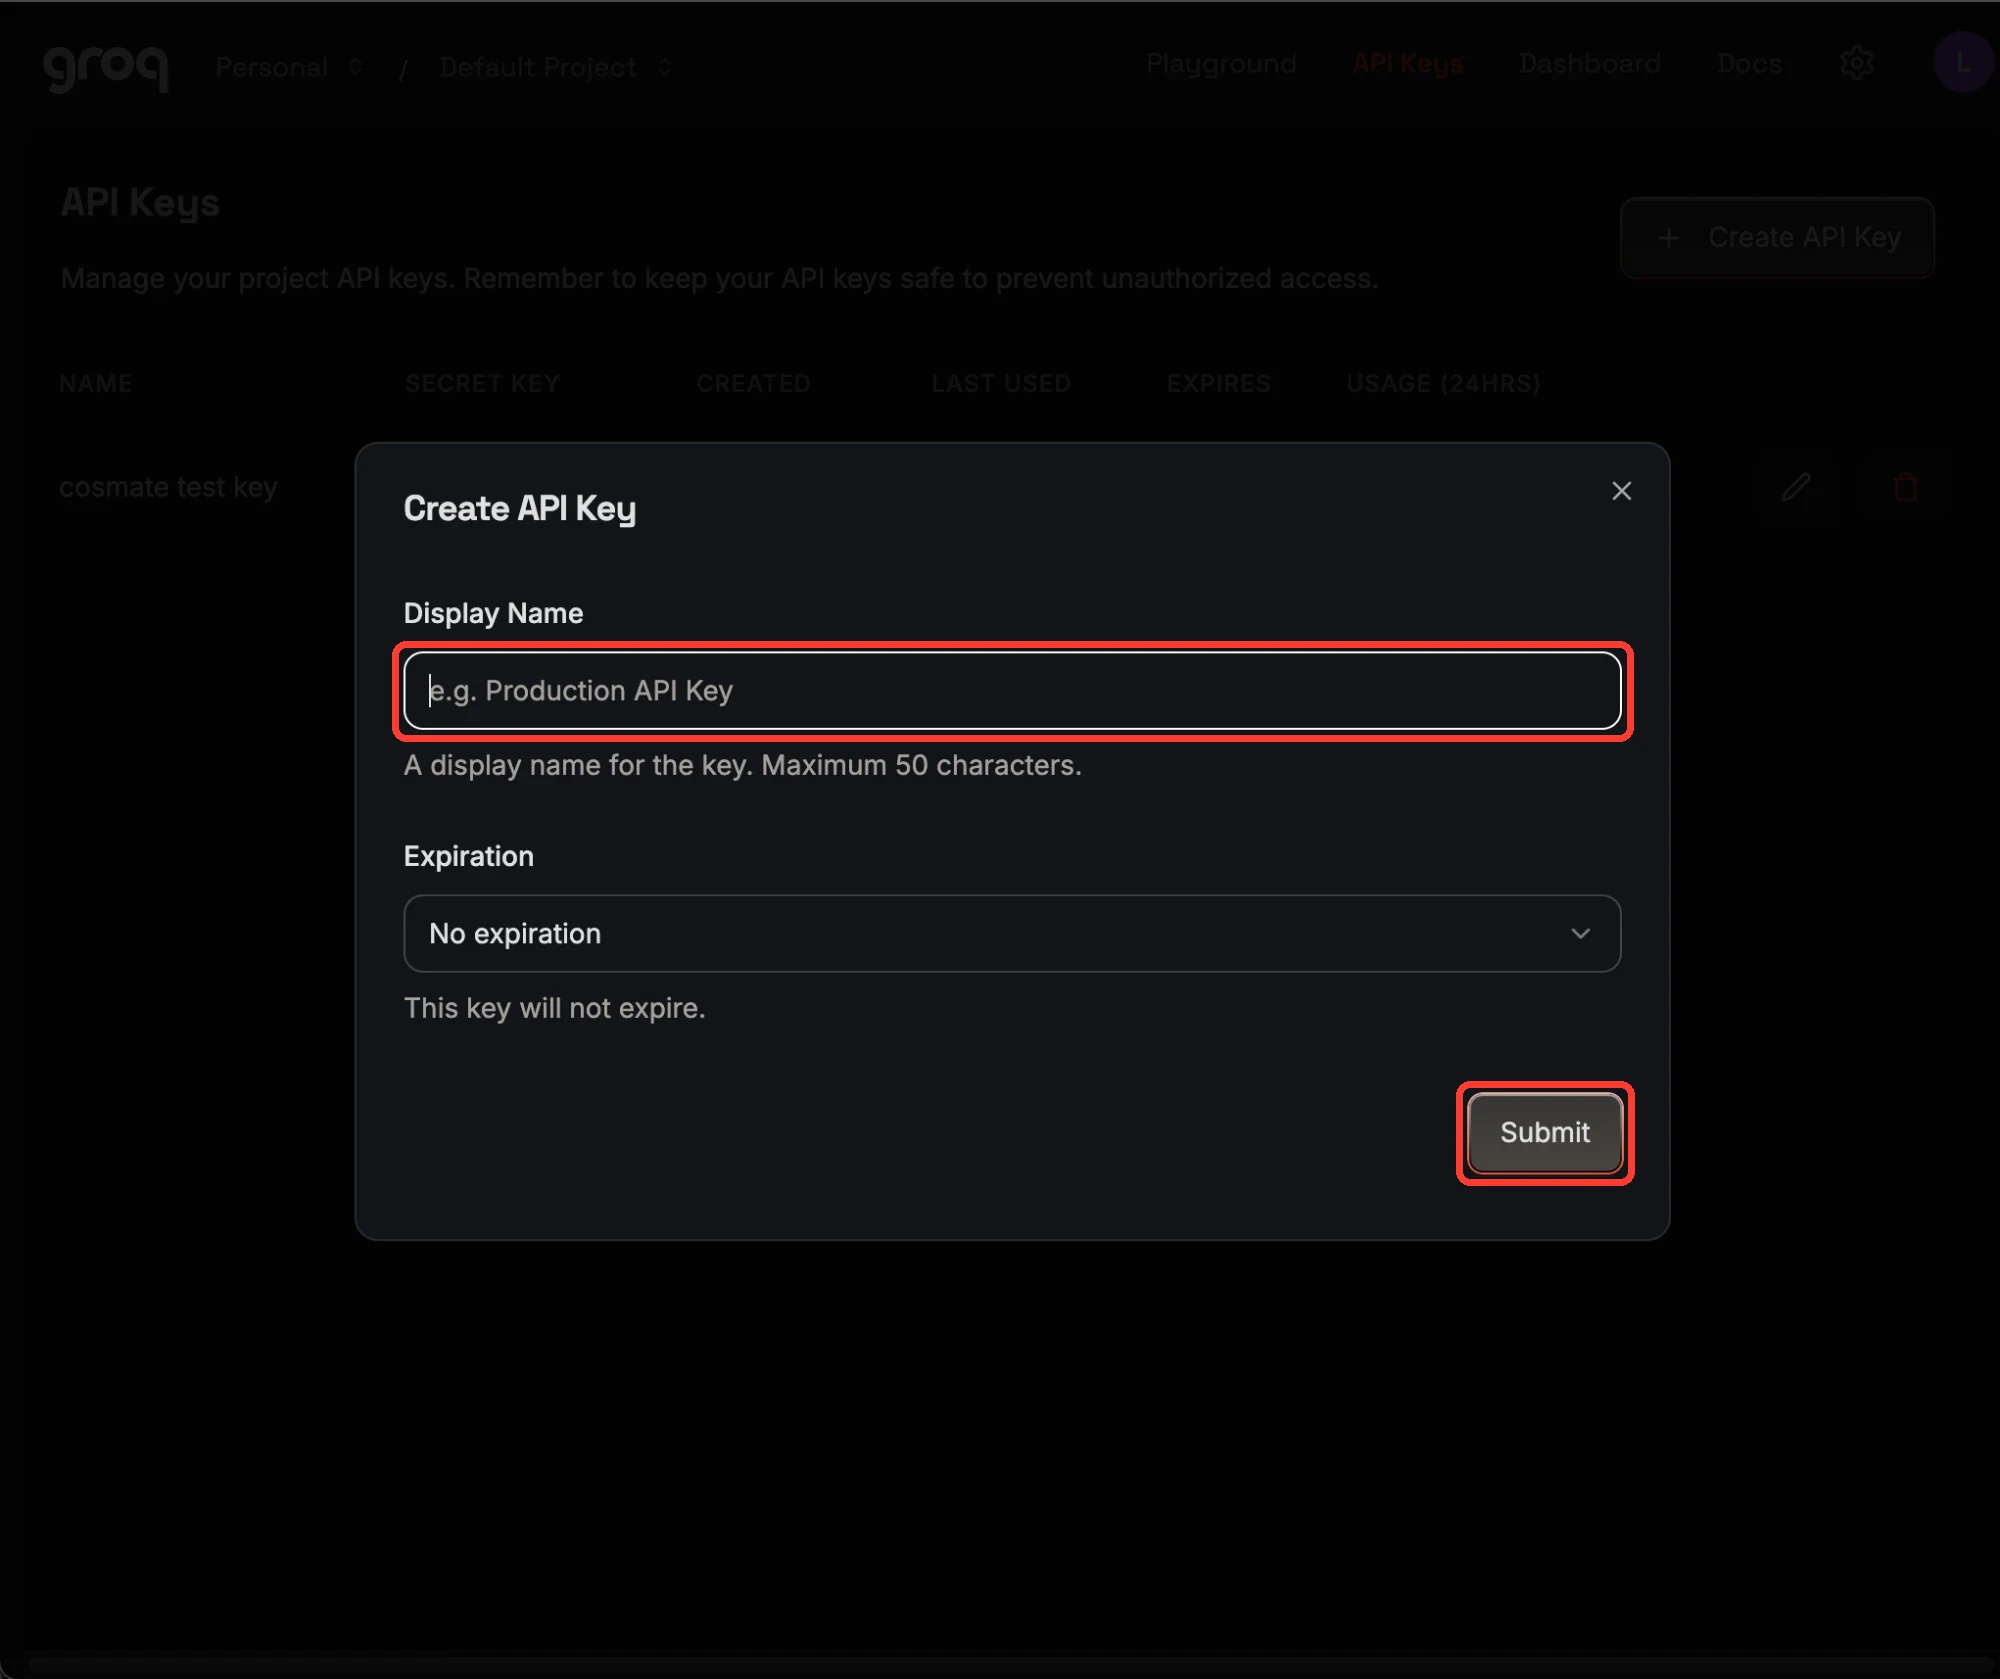 groq Personal / Default Project Playground API Keys Dashboard Docs L
API Keys
Create API Key
Manage your project API keys. Remember to keep your API keys safe to prevent unauthorized access.
NAME SECRET KEY CREATED LAST USED EXPIRES USAGE (24HRS)
cosmate test key
Create API Key
Display Name
e.g. Production API Key
A display name for the key. Maximum 50 characters.
Expiration
No expiration
This key will not expire.
Submit